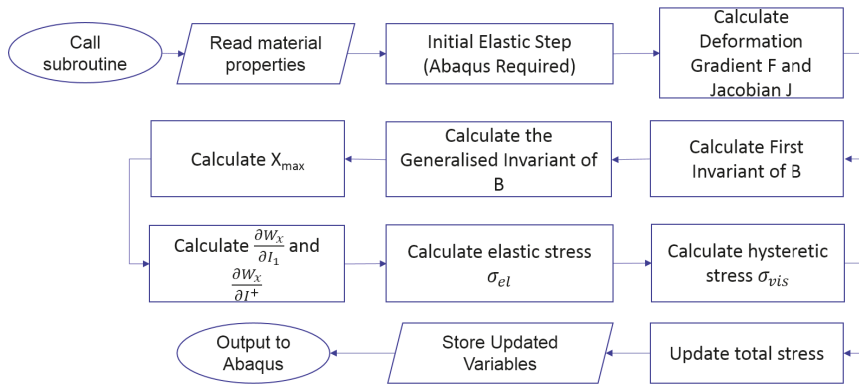 Call
subroutine
Read material
properties
Initial Elastic Step
(Abaqus Required)
Calculate
Deformation
Gradient F and
Jacobian J
Calculate First
Invariant of B
Calculate the
Generalised Invariant of
B
Calculate Xₘₐₓ
Calculate ∂Wχ/∂I₁ and
∂Wχ/∂I⁺
Calculate elastic stress
σₑₗ
Calculate hysteretic
stress σᵥᵢₛ
Update total stress
Store Updated
Variables
Output to
Abaqus